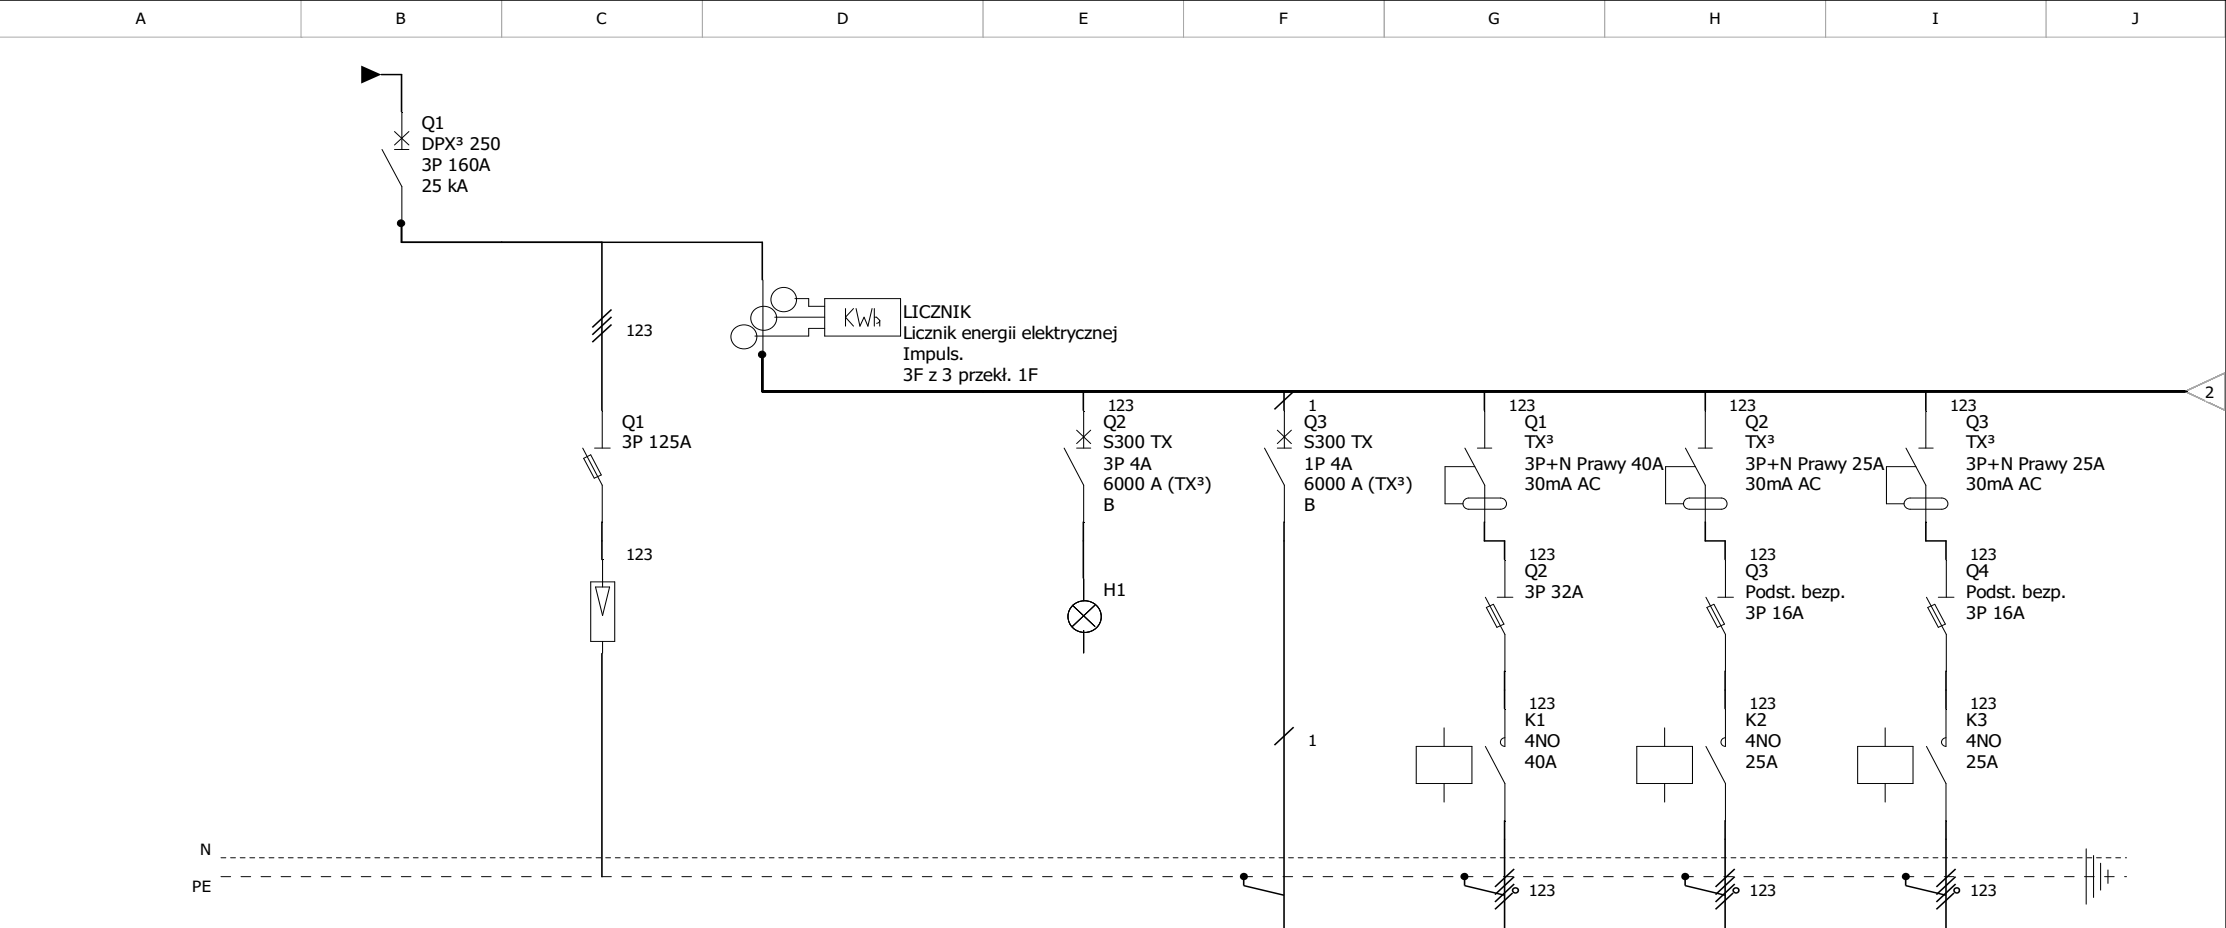 A
B
C
D
E
F
G
H
I
J
Q1
DPX³ 250
3P 160A
25 kA
123
KWh
LICZNIK
Licznik energii elektrycznej
Impuls.
3F z 3 przekł. 1F
2
Q1
3P 125A
123
123
Q2
S300 TX
3P 4A
6000 A (TX³)
B
H1
1
Q3
S300 TX
1P 4A
6000 A (TX³)
B
1
123
Q1
TX³
3P+N Prawy 40A
30mA AC
123
Q2
3P 32A
123
K1
4NO
40A
123
123
Q2
TX³
3P+N Prawy 25A
30mA AC
123
Q3
Podst. bezp.
3P 16A
123
K2
4NO
25A
123
123
Q3
TX³
3P+N Prawy 25A
30mA AC
123
Q4
Podst. bezp.
3P 16A
123
K3
4NO
25A
123
N
PE